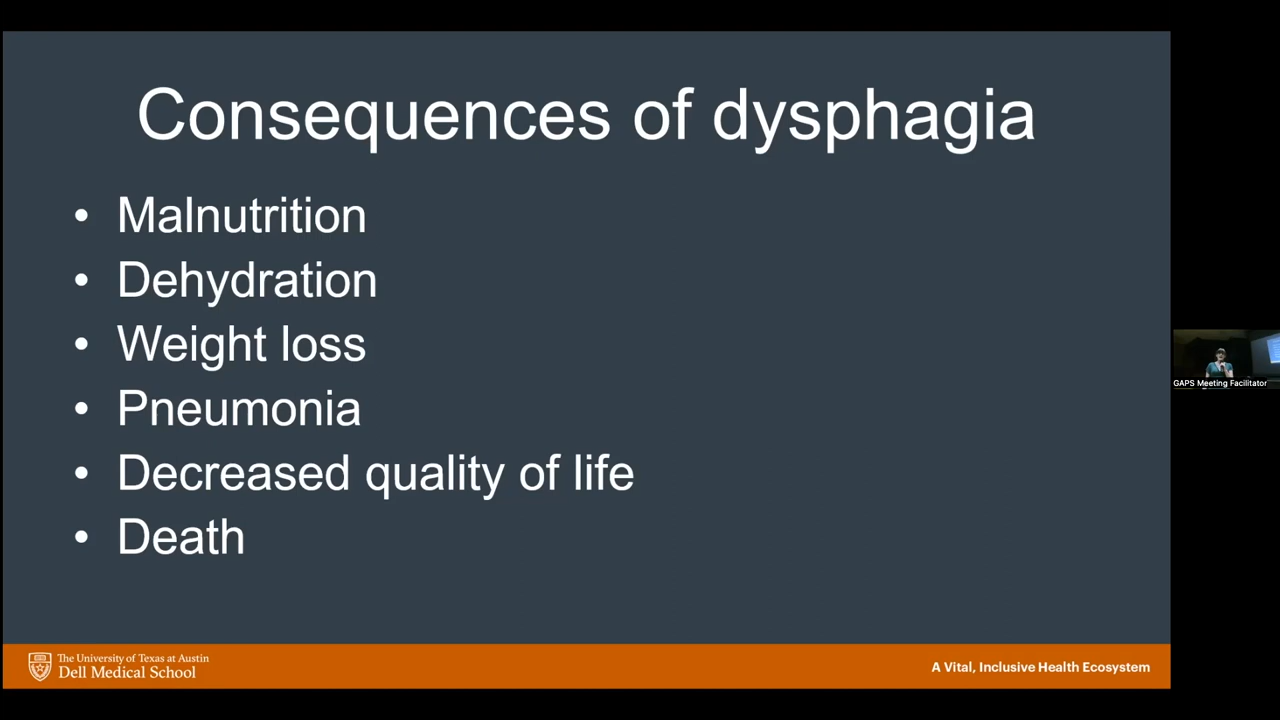 Consequences of dysphagia
• Malnutrition
• Dehydration
• Weight loss
• Pneumonia
• Decreased quality of life
• Death
The University of Texas at Austin
Dell Medical School
A Vital, Inclusive Health Ecosystem
GAPS Meeting Facilitator